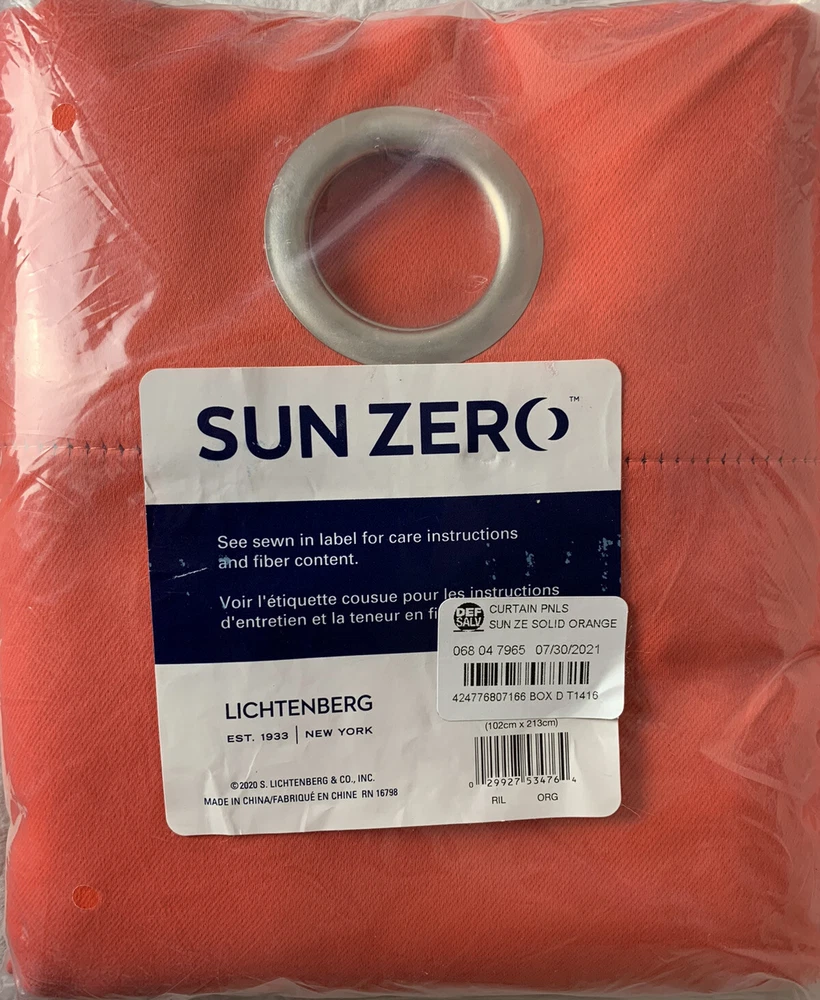 SUN ZERO™
See sewn in label for care instructions
and fiber content.
Voir l'étiquette cousue pour les instructions
d'entretien et la teneur en fi
DEF
SALV
CURTAIN PNLS
SUN ZE SOLID ORANGE
068 04 7965 07/30/2021
424776807166 BOX D T1416
LICHTENBERG
EST. 1933 | NEW YORK
(102cm x 213cm)
0 29927 53476 4
RIL ORG
©2020 S. LICHTENBERG & CO., INC.
MADE IN CHINA/FABRIQUÉ EN CHINE RN 16798